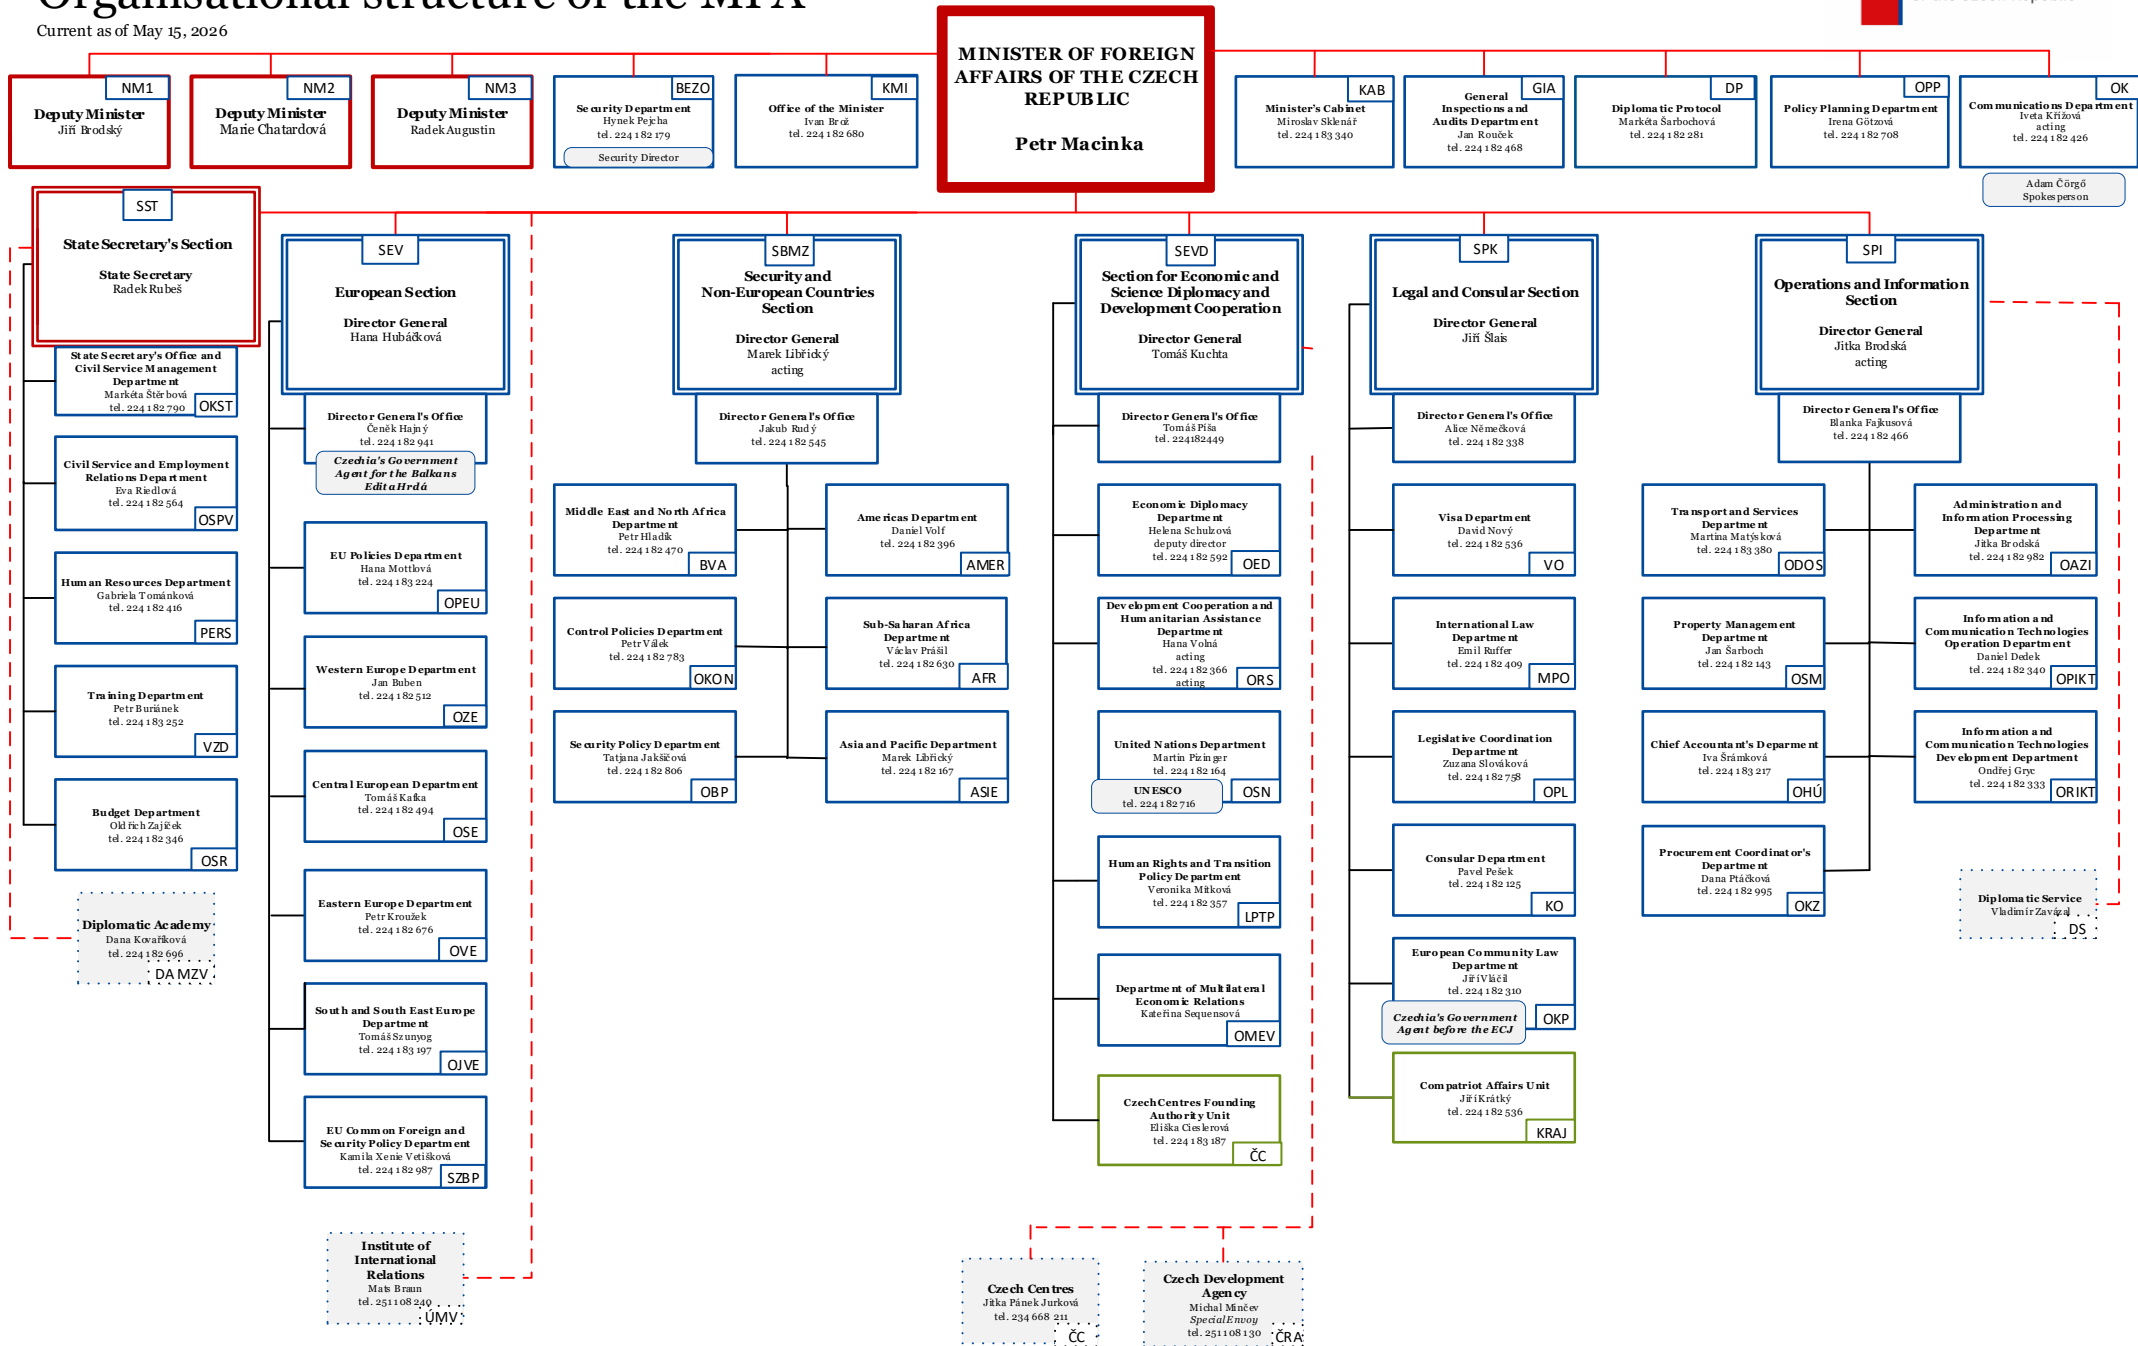 Organisational structure of the MFA
Current as of May 15, 2026
MINISTER OF FOREIGN
AFFAIRS OF THE CZECH
REPUBLIC
Petr Macinka
NM1
Deputy Minister
Jiří Brodský
NM2
Deputy Minister
Marie Chatardová
NM3
Deputy Minister
Radek Augustin
BEZO
Security Department
Hynek Pejcha
tel. 224 182 179
Security Director
KMI
Office of the Minister
Ivan Brož
tel. 224 182 680
KAB
Minister's Cabinet
Miroslav Sklenář
tel. 224 183 340
GIA
General
Inspections and
Audits Department
Jan Rouček
tel. 224 182 468
DP
Diplomatic Protocol
Markéta Šarbochová
tel. 224 182 281
OPP
Policy Planning Department
Irena Götzová
tel. 224 182 708
OK
Communications Department
Iveta Křížová
acting
tel. 224 182 426
Adam Čörgő
Spokesperson
SST
State Secretary's Section
State Secretary
Radek Rubeš
State Secretary's Office and
Civil Service Management
Department
Markéta Štěrbová
tel. 224 182 790
OKST
Civil Service and Employment
Relations Department
Eva Riedlová
tel. 224 182 564
OSPV
Human Resources Department
Gabriela Tománková
tel. 224 182 416
PERS
Training Department
Petr Buriánek
tel. 224 183 252
VZD
Budget Department
Oldřich Zajíček
tel. 224 182 346
OSR
Diplomatic Academy
Dana Kovaříková
tel. 224 182 696
DA MZV
SEV
European Section
Director General
Hana Hubáčková
Director General's Office
Čeněk Hajný
tel. 224 182 941
Czechia's Government
Agent for the Balkans
Edita Hrdá
EU Policies Department
Hana Mottlová
tel. 224 183 224
OPEU
Western Europe Department
Jan Buben
tel. 224 182 512
OZE
Central European Department
Tomáš Kafka
tel. 224 182 494
OSE
Eastern Europe Department
Petr Kroužek
tel. 224 182 676
OVE
South and South East Europe
Department
Tomáš Szunyog
tel. 224 183 197
OJVE
EU Common Foreign and
Security Policy Department
Kamila Xenie Vetišková
tel. 224 182 987
SZBP
Institute of
International
Relations
Mats Braun
tel. 251 108 240
ÚMV
SBMZ
Security and
Non-European Countries
Section
Director General
Marek Libřický
acting
Director General's Office
Jakub Rudý
tel. 224 182 545
Middle East and North Africa
Department
Petr Hladík
tel. 224 182 470
BVA
Americas Department
Daniel Volf
tel. 224 182 396
AMER
Control Policies Department
Petr Válek
tel. 224 182 783
OKON
Sub-Saharan Africa
Department
Václav Prášil
tel. 224 182 630
AFR
Security Policy Department
Tatjana Jakšičová
tel. 224 182 806
OBP
Asia and Pacific Department
Marek Libřický
tel. 224 182 167
ASIE
SEVD
Section for Economic and
Science Diplomacy and
Development Cooperation
Director General
Tomáš Kuchta
Director General's Office
Tomáš Píša
tel. 224182449
Economic Diplomacy
Department
Helena Schulzová
deputy director
tel. 224 182 592
OED
Development Cooperation and
Humanitarian Assistance
Department
Hana Volná
acting
tel. 224 182 366
acting
ORS
United Nations Department
Martin Pizinger
tel. 224 182 164
OSN
UNESCO
tel. 224 182 716
Human Rights and Transition
Policy Department
Veronika Mítková
tel. 224 182 357
LPTP
Department of Multilateral
Economic Relations
Kateřina Sequensová
OMEV
Czech Centres Founding
Authority Unit
Eliška Cieslerová
tel. 224 183 187
ČC
Czech Centres
Jitka Pánek Jurková
tel. 234 668 211
ČC
Czech Development
Agency
Michal Minčev
Special Envoy
tel. 251 108 130
ČRA
SPK
Legal and Consular Section
Director General
Jiří Šlais
Director General's Office
Alice Němečková
tel. 224 182 338
Visa Department
David Nový
tel. 224 182 536
VO
International Law
Department
Emil Ruffer
tel. 224 182 409
MPO
Legislative Coordination
Department
Zuzana Slováková
tel. 224 182 758
OPL
Consular Department
Pavel Pešek
tel. 224 182 125
KO
European Community Law
Department
Jiří Vláčil
tel. 224 182 310
OKP
Czechia's Government
Agent before the ECJ
Compatriot Affairs Unit
Jiří Krátký
tel. 224 182 536
KRAJ
SPI
Operations and Information
Section
Director General
Jitka Brodská
acting
Director General's Office
Blanka Fajkusová
tel. 224 182 466
Transport and Services
Department
Martina Matýsková
tel. 224 183 380
ODOS
Administration and
Information Processing
Department
Jitka Brodská
tel. 224 182 982
OAZI
Property Management
Department
Jan Šarboch
tel. 224 182 143
OSM
Information and
Communication Technologies
Operation Department
Daniel Dedek
tel. 224 182 340
OPIKT
Chief Accountant's Deparment
Iva Šrámková
tel. 224 183 217
OHÚ
Information and
Communication Technologies
Development Department
Ondřej Gryc
tel. 224 182 333
ORIKT
Procurement Coordinator's
Department
Dana Ptáčková
tel. 224 182 995
OKZ
Diplomatic Service
Vladimír Zavázal
DS